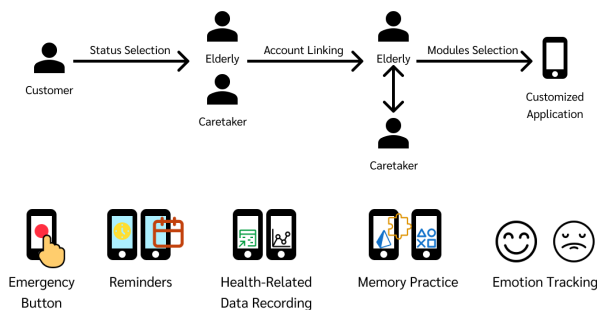 Status Selection
Account Linking
Modules Selection
Customer
Elderly
Caretaker
Elderly
Caretaker
Customized
Application
Emergency
Button
Reminders
Health-Related
Data Recording
Memory Practice
Emotion Tracking